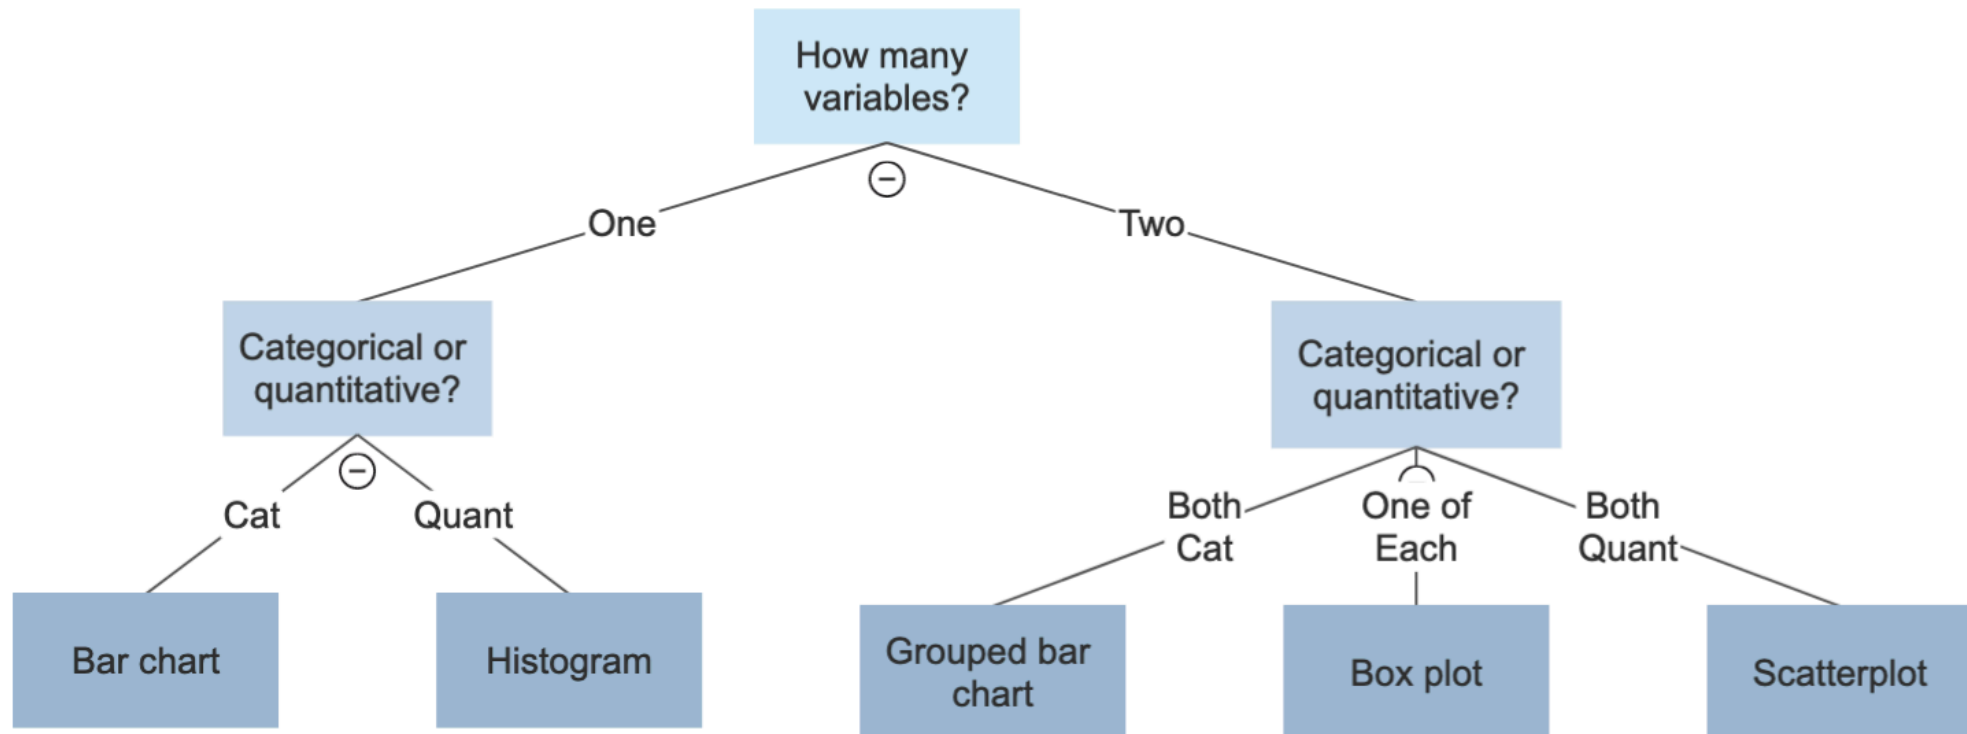 How many
variables?
One
Two
Categorical or
quantitative?
Categorical or
quantitative?
Cat
Quant
Both
Cat
One of
Each
Both
Quant
Bar chart
Histogram
Grouped bar
chart
Box plot
Scatterplot